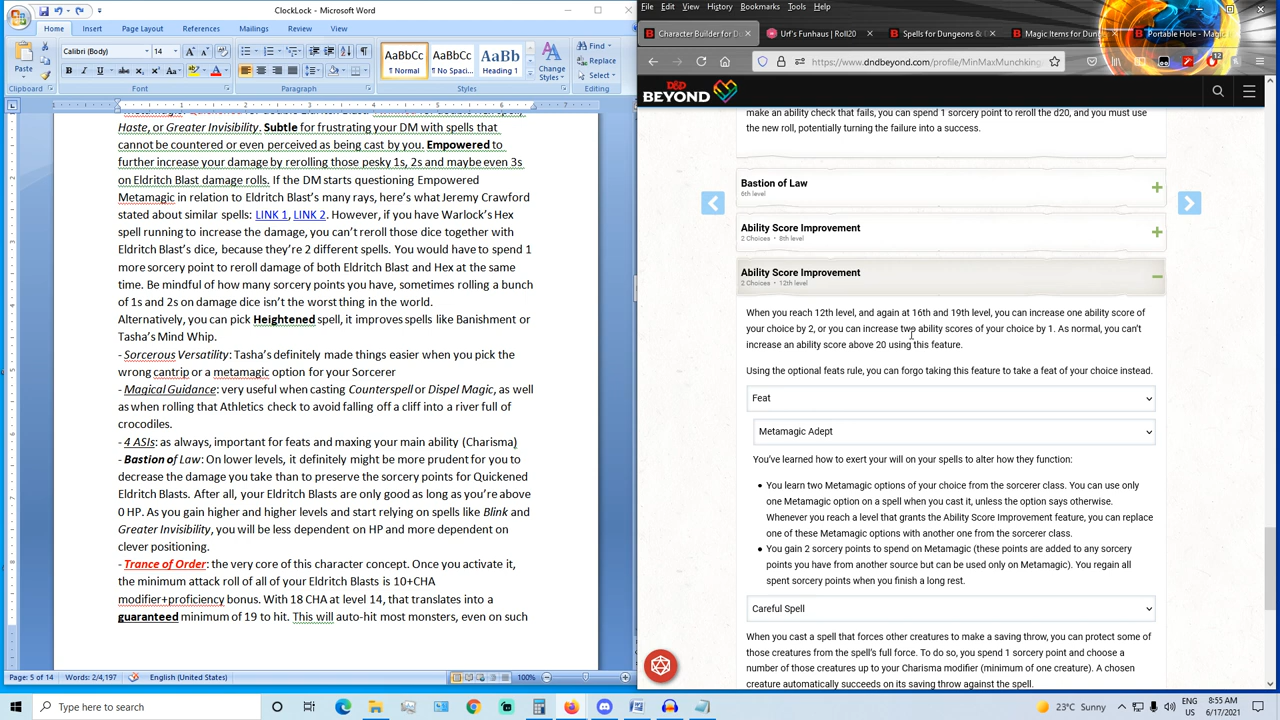 ClockLock - Microsoft Word
Home Insert Page Layout References Mailings Review View
Paste
Clipboard
Calibri (Body) 14
Font
Paragraph
AaBbCc AaBbCc AaBb
¶ Normal ¶ No Spaci... Heading 1
Change
Styles
Styles
Find
Replace
Select
Editing
Haste, or Greater Invisibility. Subtle for frustrating your DM with spells that
cannot be countered or even perceived as being cast by you. Empowered to
further increase your damage by rerolling those pesky 1s, 2s and maybe even 3s
on Eldritch Blast damage rolls. If the DM starts questioning Empowered
Metamagic in relation to Eldritch Blast's many rays, here's what Jeremy Crawford
stated about similar spells: LINK 1, LINK 2. However, if you have Warlock's Hex
spell running to increase the damage, you can't reroll those dice together with
Eldritch Blast's dice, because they're 2 different spells. You would have to spend 1
more sorcery point to reroll damage of both Eldritch Blast and Hex at the same
time. Be mindful of how many sorcery points you have, sometimes rolling a bunch
of 1s and 2s on damage dice isn't the worst thing in the world.
Alternatively, you can pick Heightened spell, it improves spells like Banishment or
Tasha's Mind Whip.
- Sorcerous Versatility: Tasha's definitely made things easier when you pick the
wrong cantrip or a metamagic option for your Sorcerer
- Magical Guidance: very useful when casting Counterspell or Dispel Magic, as well
as when rolling that Athletics check to avoid falling off a cliff into a river full of
crocodiles.
- 4 ASIs: as always, important for feats and maxing your main ability (Charisma)
- Bastion of Law: On lower levels, it definitely might be more prudent for you to
decrease the damage you take than to preserve the sorcery points for Quickened
Eldritch Blasts. After all, your Eldritch Blasts are only good as long as you're above
0 HP. As you gain higher and higher levels and start relying on spells like Blink and
Greater Invisibility, you will be less dependent on HP and more dependent on
clever positioning.
- Trance of Order: the very core of this character concept. Once you activate it,
the minimum attack roll of all of your Eldritch Blasts is 10+CHA
modifier+proficiency bonus. With 18 CHA at level 14, that translates into a
guaranteed minimum of 19 to hit. This will auto-hit most monsters, even on such
Page: 5 of 14 Words: 2/4,197 English (United States) 100%
File Edit View History Bookmarks Tools Help
Character Builder for D Urf's Funhaus | Roll20 Spells for Dungeons & D Magic Items for Dun Portable Hole - Magic
https://www.dndbeyond.com/profile/MinMaxMunchking
D&D
BEYOND
make an ability check that fails, you can spend 1 sorcery point to reroll the d20, and you must use
the new roll, potentially turning the failure into a success.
Bastion of Law
6th level
Ability Score Improvement
2 Choices • 8th level
Ability Score Improvement
2 Choices • 12th level
When you reach 12th level, and again at 16th and 19th level, you can increase one ability score of
your choice by 2, or you can increase two ability scores of your choice by 1. As normal, you can't
increase an ability score above 20 using this feature.
Using the optional feats rule, you can forgo taking this feature to take a feat of your choice instead.
Feat
Metamagic Adept
You've learned how to exert your will on your spells to alter how they function:
• You learn two Metamagic options of your choice from the sorcerer class. You can use only
one Metamagic option on a spell when you cast it, unless the option says otherwise.
Whenever you reach a level that grants the Ability Score Improvement feature, you can replace
one of these Metamagic options with another one from the sorcerer class.
• You gain 2 sorcery points to spend on Metamagic (these points are added to any sorcery
points you have from another source but can be used only on Metamagic). You regain all
spent sorcery points when you finish a long rest.
Careful Spell
When you cast a spell that forces other creatures to make a saving throw, you can protect some of
those creatures from the spell's full force. To do so, you spend 1 sorcery point and choose a
number of those creatures up to your Charisma modifier (minimum of one creature). A chosen
creature automatically succeeds on its saving throw against the spell.
Type here to search
23°C Sunny
ENG
US
8:55 AM
6/17/2021